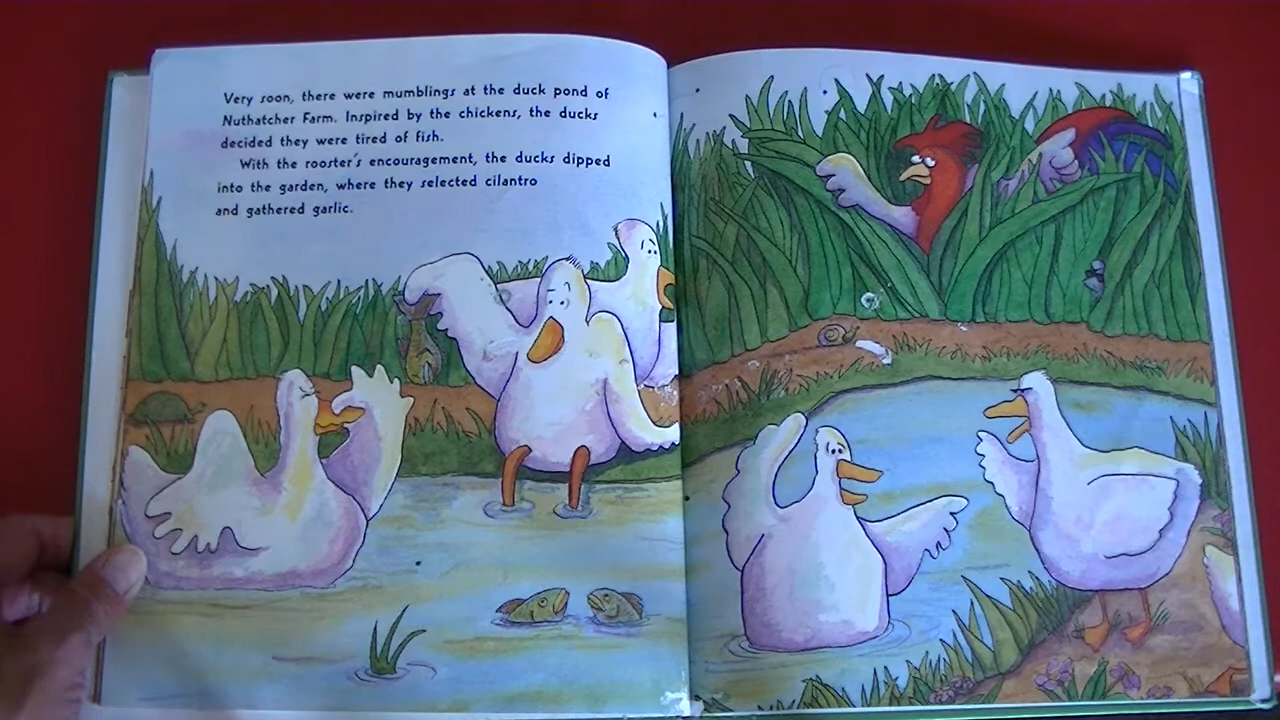 Very soon, there were mumblings at the duck pond of
Nuthatcher Farm. Inspired by the chickens, the ducks
decided they were tired of fish.
With the rooster's encouragement, the ducks dipped
into the garden, where they selected cilantro
and gathered garlic.